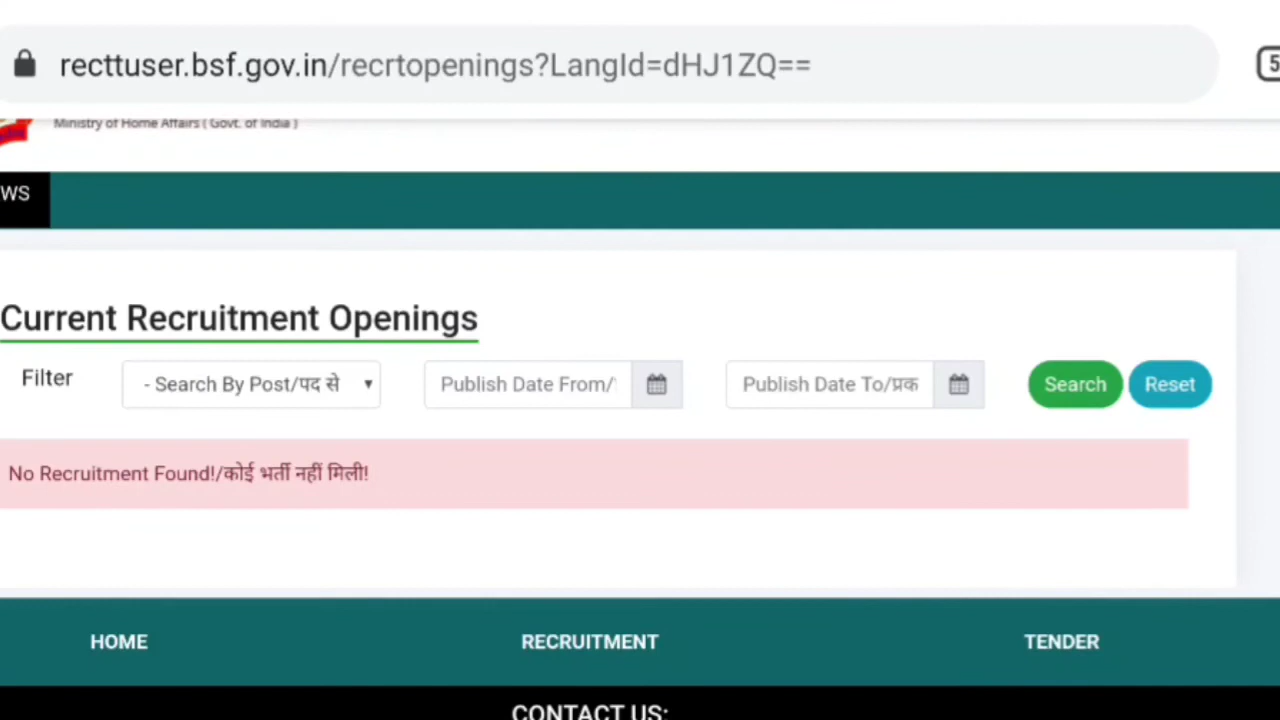 recttuser.bsf.gov.in/recrtopenings?LangId=dHJ1ZQ==
5
Ministry of Home Affairs ( Govt. of India )
WS
Current Recruitment Openings
Filter
- Search By Post/पद से
Publish Date From/
Publish Date To/प्रक
Search
Reset
No Recruitment Found!/कोई भर्ती नहीं मिली!
HOME
RECRUITMENT
TENDER
CONTACT US: